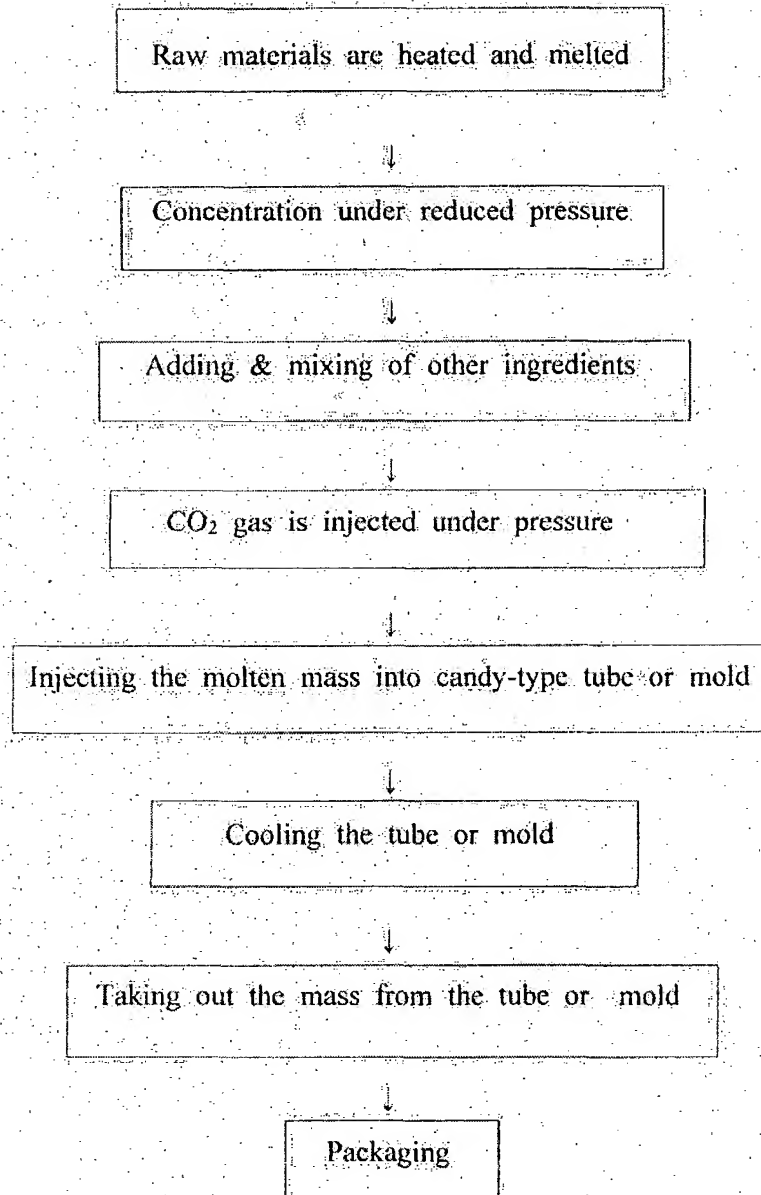 Raw materials are heated and melted
↓
Concentration under reduced pressure
↓
Adding & mixing of other ingredients
↓
CO₂ gas is injected under pressure
↓
Injecting the molten mass into candy-type tube or mold
↓
Cooling the tube or mold
↓
Taking out the mass from the tube or mold
↓
Packaging